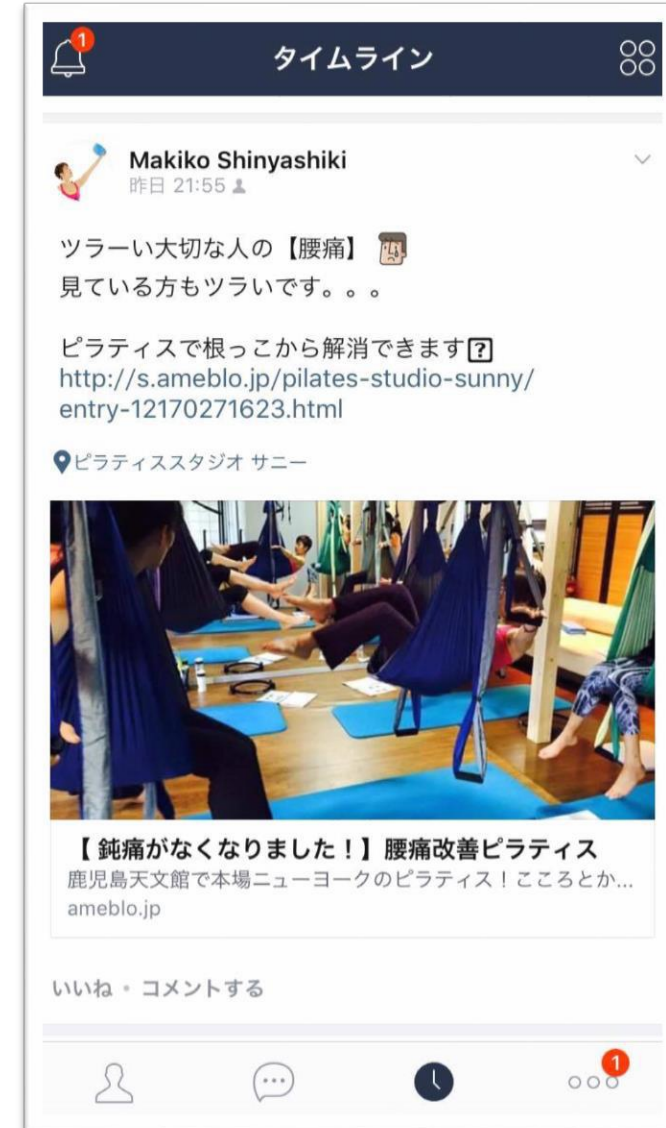 1
タイムライン
Makiko Shinyashiki
昨日 21:55
ツラーい大切な人の【腰痛】
見ている方もツラいです。。。
ピラティスで根っこから解消できます?
http://s.ameblo.jp/pilates-studio-sunny/
entry-12170271623.html
ピラティススタジオ サニー
【 鈍痛がなくなりました！】腰痛改善ピラティス
鹿児島天文館で本場ニューヨークのピラティス！こころとか...
ameblo.jp
いいね • コメントする
1